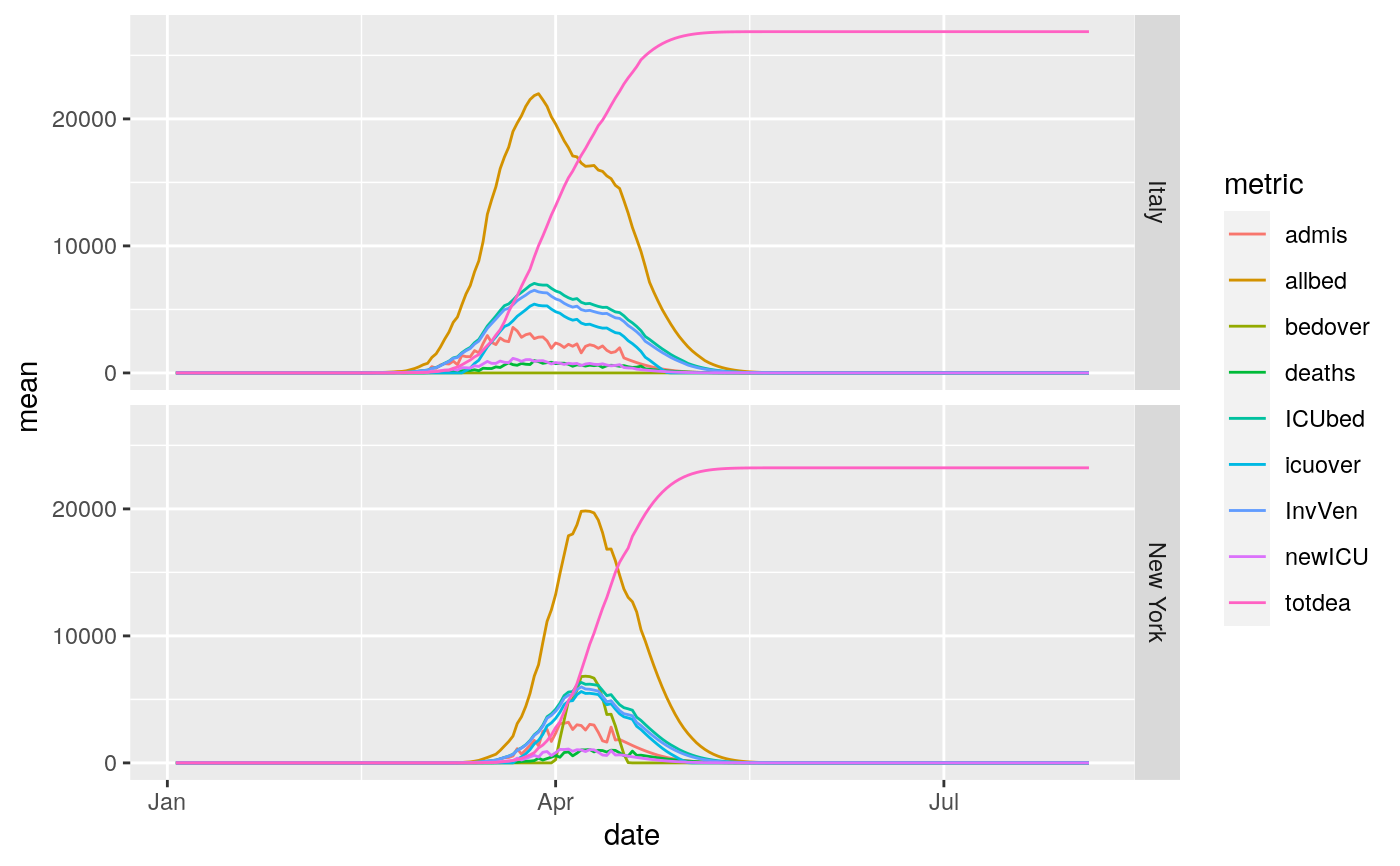 mean
20000
10000
0
Italy
20000
10000
0
New York
Jan
Apr
Jul
date
metric
admis
allbed
bedover
deaths
ICUbed
icuover
InvVen
newICU
totdea